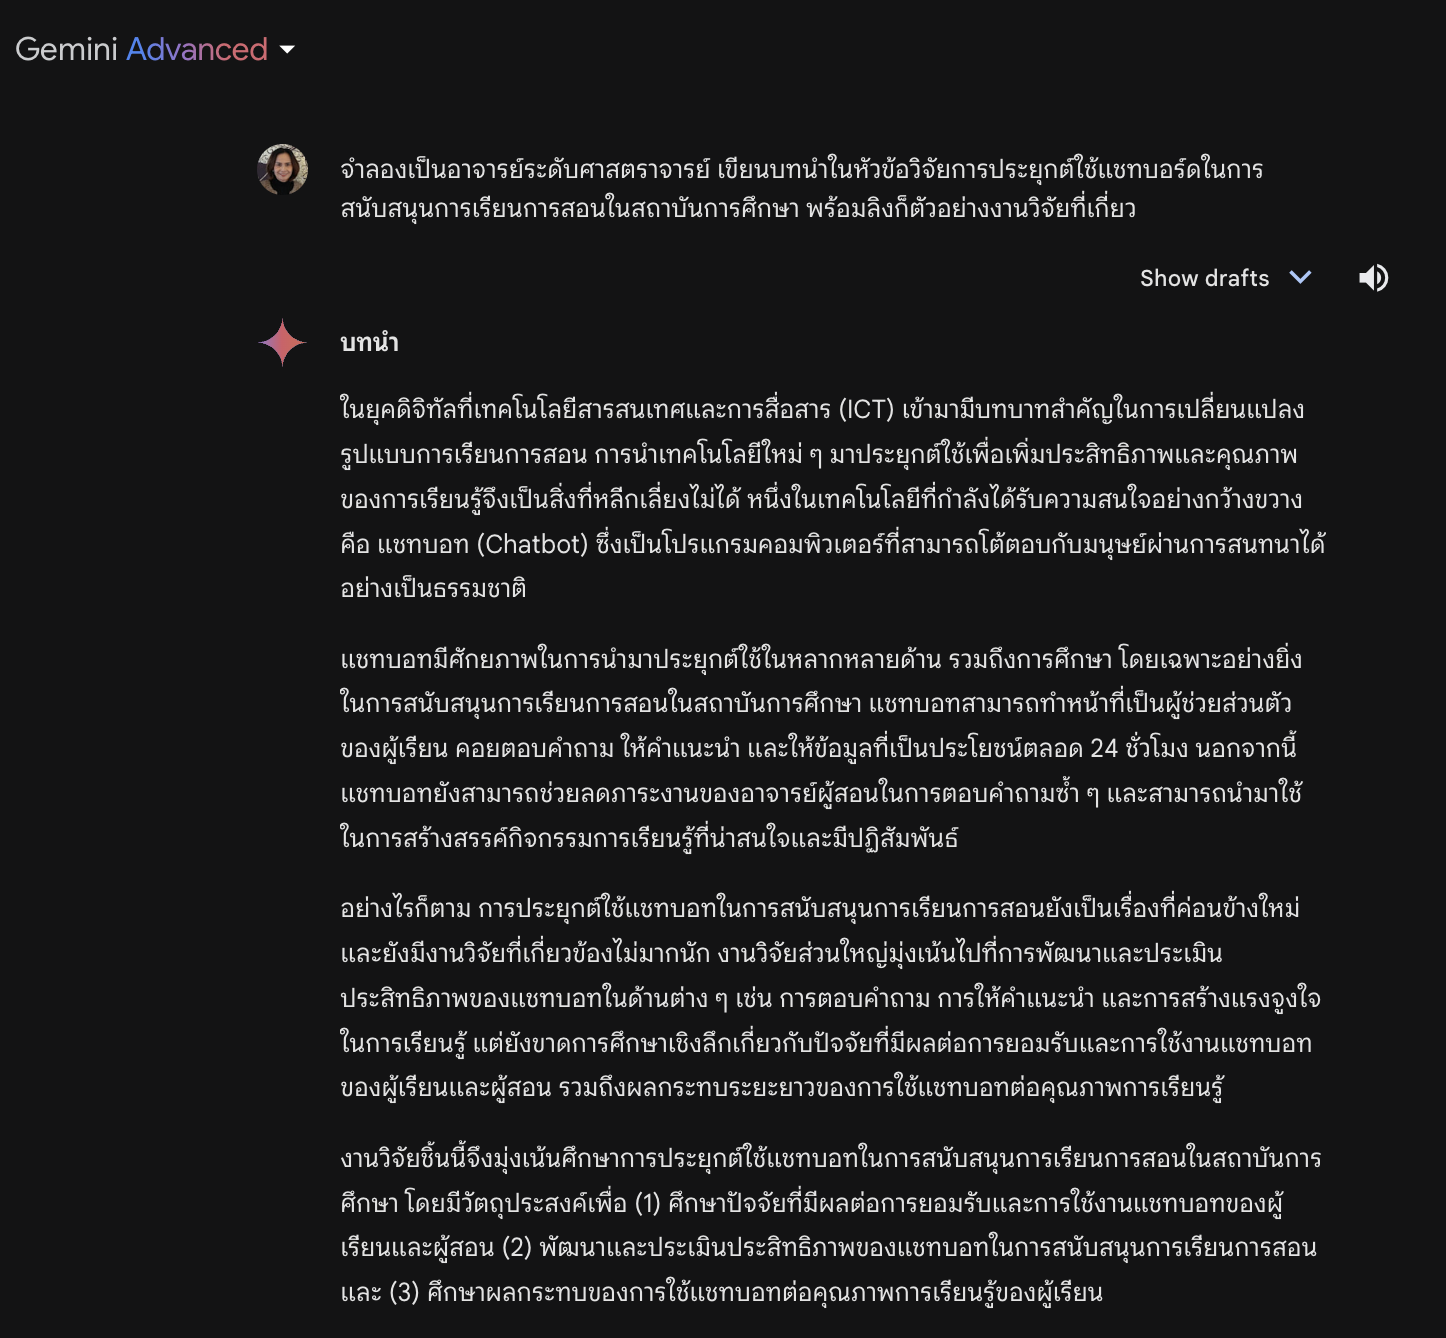 Gemini Advanced
จำลองเป็นอาจารย์ระดับศาสตราจารย์ เขียนบทนำในหัวข้อวิจัยการประยุกต์ใช้แชทบอร์ดในการ
สนับสนุนการเรียนการสอนในสถาบันการศึกษา พร้อมลิงก์ตัวอย่างงานวิจัยที่เกี่ยว
Show drafts
บทนำ
ในยุคดิจิทัลที่เทคโนโลยีสารสนเทศและการสื่อสาร (ICT) เข้ามามีบทบาทสำคัญในการเปลี่ยนแปลง
รูปแบบการเรียนการสอน การนำเทคโนโลยีใหม่ ๆ มาประยุกต์ใช้เพื่อเพิ่มประสิทธิภาพและคุณภาพ
ของการเรียนรู้จึงเป็นสิ่งที่หลีกเลี่ยงไม่ได้ หนึ่งในเทคโนโลยีที่กำลังได้รับความสนใจอย่างกว้างขวาง
คือ แชทบอท (Chatbot) ซึ่งเป็นโปรแกรมคอมพิวเตอร์ที่สามารถโต้ตอบกับมนุษย์ผ่านการสนทนาได้
อย่างเป็นธรรมชาติ
แชทบอทมีศักยภาพในการนำมาประยุกต์ใช้ในหลากหลายด้าน รวมถึงการศึกษา โดยเฉพาะอย่างยิ่ง
ในการสนับสนุนการเรียนการสอนในสถาบันการศึกษา แชทบอทสามารถทำหน้าที่เป็นผู้ช่วยส่วนตัว
ของผู้เรียน คอยตอบคำถาม ให้คำแนะนำ และให้ข้อมูลที่เป็นประโยชน์ตลอด 24 ชั่วโมง นอกจากนี้
แชทบอทยังสามารถช่วยลดภาระงานของอาจารย์ผู้สอนในการตอบคำถามซ้ำ ๆ และสามารถนำมาใช้
ในการสร้างสรรค์กิจกรรมการเรียนรู้ที่น่าสนใจและมีปฏิสัมพันธ์
อย่างไรก็ตาม การประยุกต์ใช้แชทบอทในการสนับสนุนการเรียนการสอนยังเป็นเรื่องที่ค่อนข้างใหม่
และยังมีงานวิจัยที่เกี่ยวข้องไม่มากนัก งานวิจัยส่วนใหญ่มุ่งเน้นไปที่การพัฒนาและประเมิน
ประสิทธิภาพของแชทบอทในด้านต่าง ๆ เช่น การตอบคำถาม การให้คำแนะนำ และการสร้างแรงจูงใจ
ในการเรียนรู้ แต่ยังขาดการศึกษาเชิงลึกเกี่ยวกับปัจจัยที่มีผลต่อการยอมรับและการใช้งานแชทบอท
ของผู้เรียนและผู้สอน รวมถึงผลกระทบระยะยาวของการใช้แชทบอทต่อคุณภาพการเรียนรู้
งานวิจัยชิ้นนี้จึงมุ่งเน้นศึกษาการประยุกต์ใช้แชทบอทในการสนับสนุนการเรียนการสอนในสถาบันการ
ศึกษา โดยมีวัตถุประสงค์เพื่อ (1) ศึกษาปัจจัยที่มีผลต่อการยอมรับและการใช้งานแชทบอทของผู้
เรียนและผู้สอน (2) พัฒนาและประเมินประสิทธิภาพของแชทบอทในการสนับสนุนการเรียนการสอน
และ (3) ศึกษาผลกระทบของการใช้แชทบอทต่อคุณภาพการเรียนรู้ของผู้เรียน